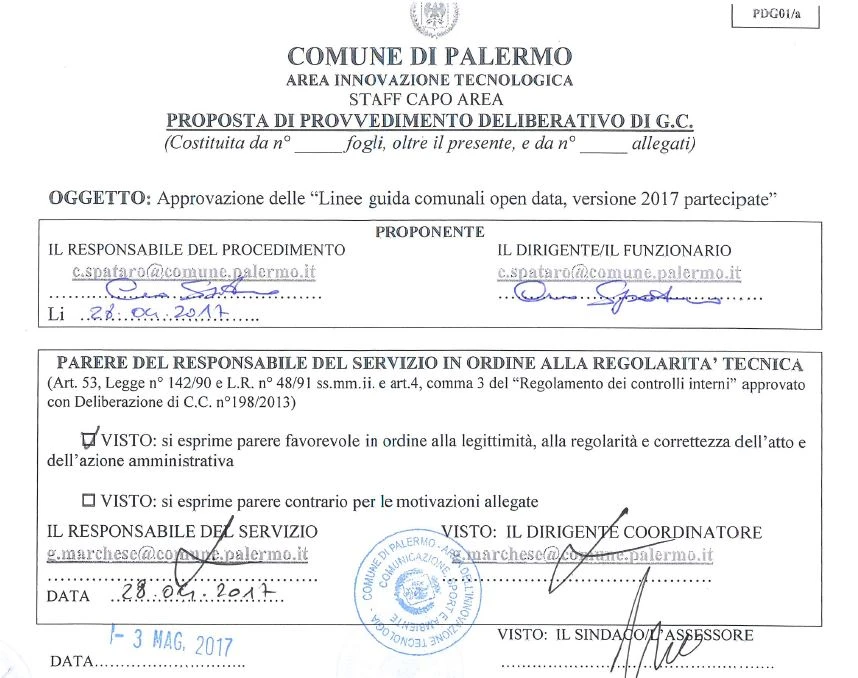 PDG01/a
COMUNE DI PALERMO
AREA INNOVAZIONE TECNOLOGICA
STAFF CAPO AREA
PROPOSTA DI PROVVEDIMENTO DELIBERATIVO DI G.C.
(Costituita da n° _____ fogli, oltre il presente, e da n° _____ allegati)
OGGETTO: Approvazione delle “Linee guida comunali open data, versione 2017 partecipate”
PROPONENTE
IL RESPONSABILE DEL PROCEDIMENTO IL DIRIGENTE/IL FUNZIONARIO
c.spataro@comune.palermo.it c.spataro@comune.palermo.it
Li 28.04.2017
PARERE DEL RESPONSABILE DEL SERVIZIO IN ORDINE ALLA REGOLARITA’ TECNICA
(Art. 53, Legge n° 142/90 e L.R. n° 48/91 ss.mm.ii. e art.4, comma 3 del “Regolamento dei controlli interni” approvato
con Deliberazione di C.C. n°198/2013)
VISTO: si esprime parere favorevole in ordine alla legittimità, alla regolarità e correttezza dell’atto e
dell’azione amministrativa
VISTO: si esprime parere contrario per le motivazioni allegate
IL RESPONSABILE DEL SERVIZIO VISTO: IL DIRIGENTE COORDINATORE
g.marchese@comune.palermo.it g.marchese@comune.palermo.it
DATA 28.04.2017
COMUNE DI PALERMO - AREA DELL'INNOVAZIONE TECNOLOGICA -
COMUNICAZIONE SPORT E AMBIENTE
- 3 MAG. 2017
VISTO: IL SINDACO/L’ASSESSORE
DATA